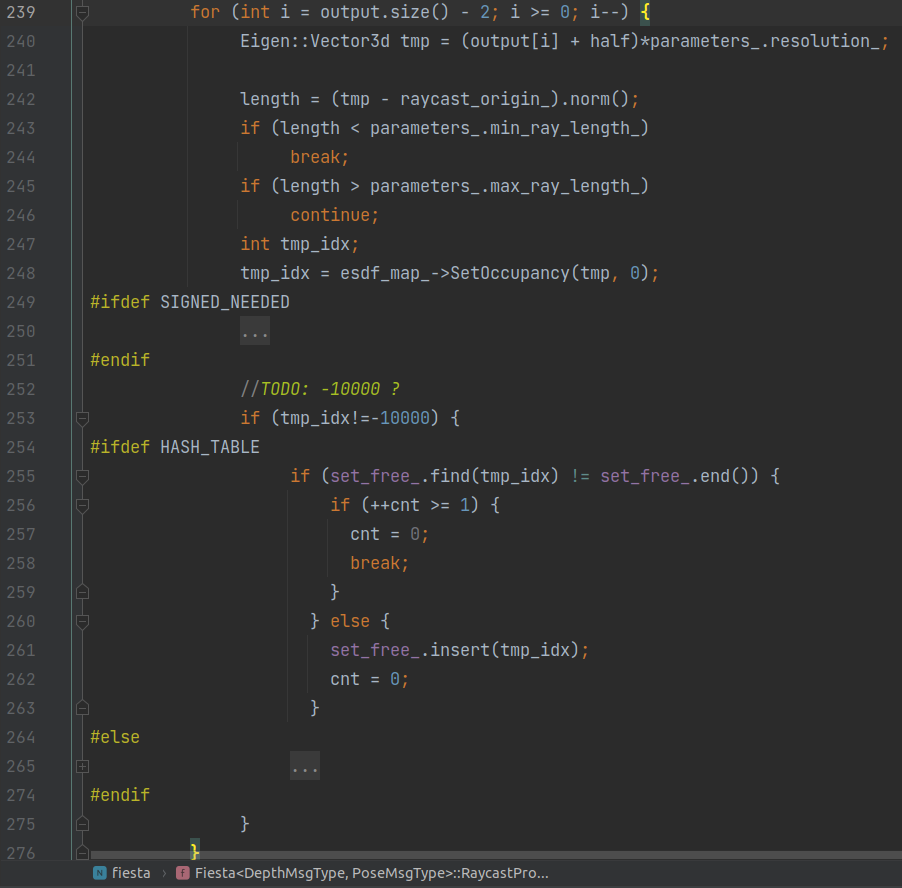 239 for (int i = output.size() - 2; i >= 0; i--) {
240 Eigen::Vector3d tmp = (output[i] + half)*parameters_.resolution_;
241
242 length = (tmp - raycast_origin_).norm();
243 if (length < parameters_.min_ray_length_)
244 break;
245 if (length > parameters_.max_ray_length_)
246 continue;
247 int tmp_idx;
248 tmp_idx = esdf_map_->SetOccupancy(tmp, 0);
249 #ifdef SIGNED_NEEDED
250 ...
251 #endif
252 //TODO: -10000 ?
253 if (tmp_idx!=-10000) {
254 #ifdef HASH_TABLE
255 if (set_free_.find(tmp_idx) != set_free_.end()) {
256 if (++cnt >= 1) {
257 cnt = 0;
258 break;
259 }
260 } else {
261 set_free_.insert(tmp_idx);
262 cnt = 0;
263 }
264 #else
265 ...
274 #endif
275 }
276 }
N fiesta › f Fiesta<DepthMsgType, PoseMsgType>::RaycastPro...